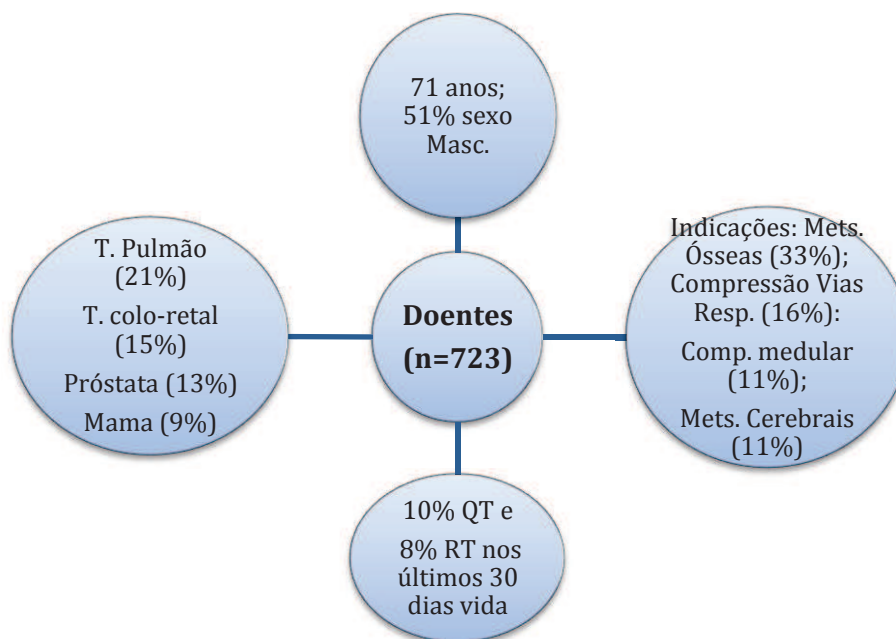 71 anos;
51% sexo
Masc.
T. Pulmão
(21%)
T. colo-retal
(15%)
Próstata (13%)
Mama (9%)
Doentes
(n=723)
Indicações: Mets.
Ósseas (33%);
Compressão Vias
Resp. (16%):
Comp. medular
(11%);
Mets. Cerebrais
(11%)
10% QT e
8% RT nos
últimos 30
dias vida